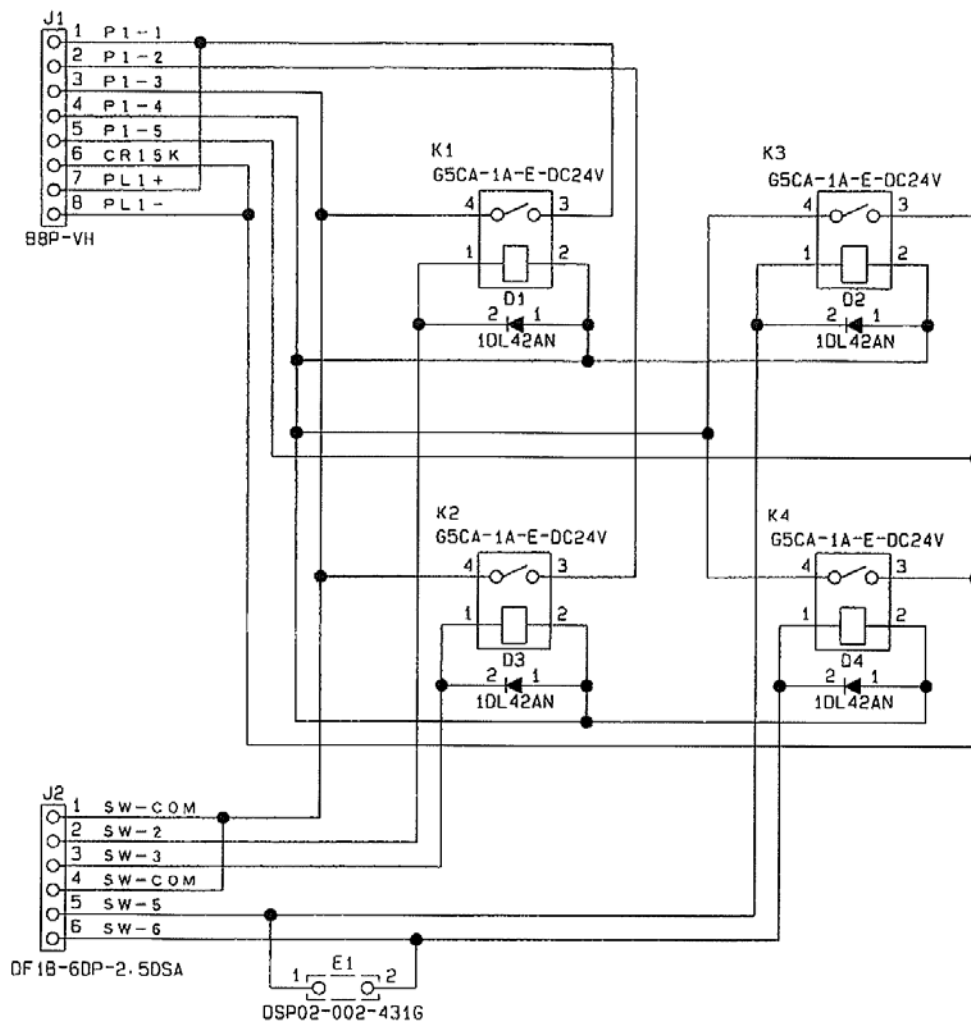 J1
1 P1-1
2 P1-2
3 P1-3
4 P1-4
5 P1-5
6 CR15K
7 PL1+
8 PL1-
B8P-VH
K1
G5CA-1A-E-DC24V
4 3
1 2
D1
2 1
1DL42AN
K3
G5CA-1A-E-DC24V
4 3
1 2
D2
2 1
1DL42AN
K2
G5CA-1A-E-DC24V
4 3
1 2
D3
2 1
1DL42AN
K4
G5CA-1A-E-DC24V
4 3
1 2
D4
2 1
1DL42AN
J2
1 SW-COM
2 SW-2
3 SW-3
4 SW-COM
5 SW-5
6 SW-6
DF1B-6DP-2.5DSA
E1
1 2
DSP02-002-431G